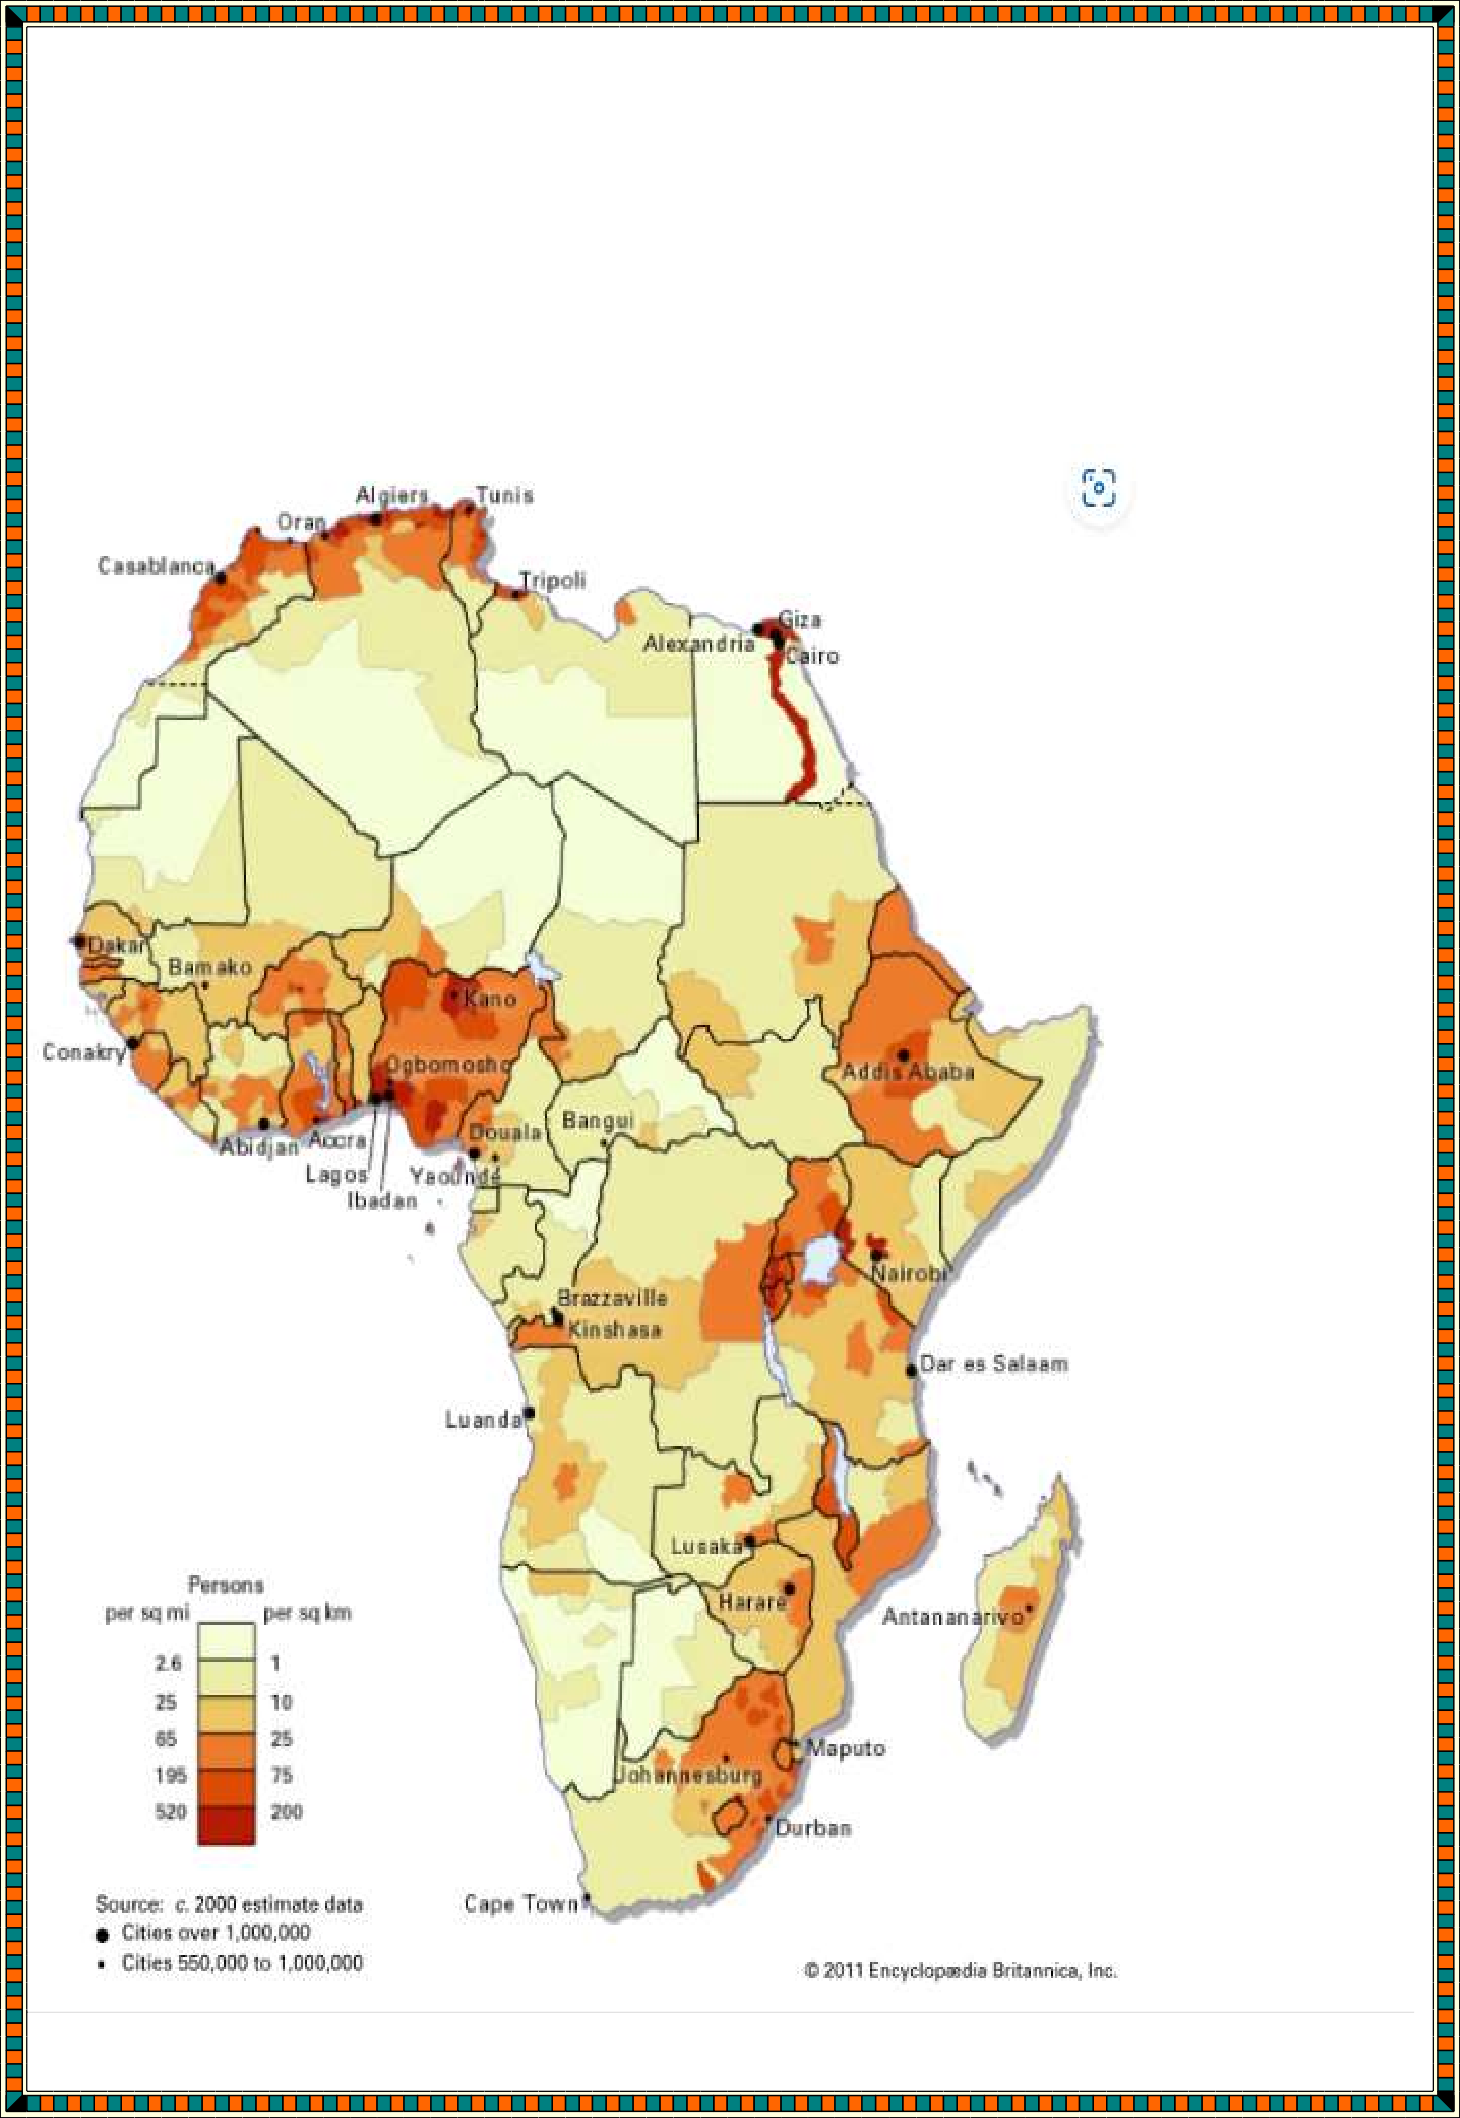 Algiers
Tunis
Oran
Casablanca
Tripoli
Giza
Alexandria
Cairo
Dakar
Bamako
Kano
Conakry
Ogbomosho
Addis Ababa
Bangui
Douala
Abidjan
Accra
Lagos
Yaoundé
Ibadan
Nairobi
Brazzaville
Kinshasa
Dar es Salaam
Luanda
Lusaka
Harare
Antananarivo
Maputo
Johannesburg
Durban
Cape Town
Persons
per sq mi per sq km
2.6 1
25 10
65 25
195 75
520 200
Source: c. 2000 estimate data
Cities over 1,000,000
Cities 550,000 to 1,000,000
© 2011 Encyclopædia Britannica, Inc.